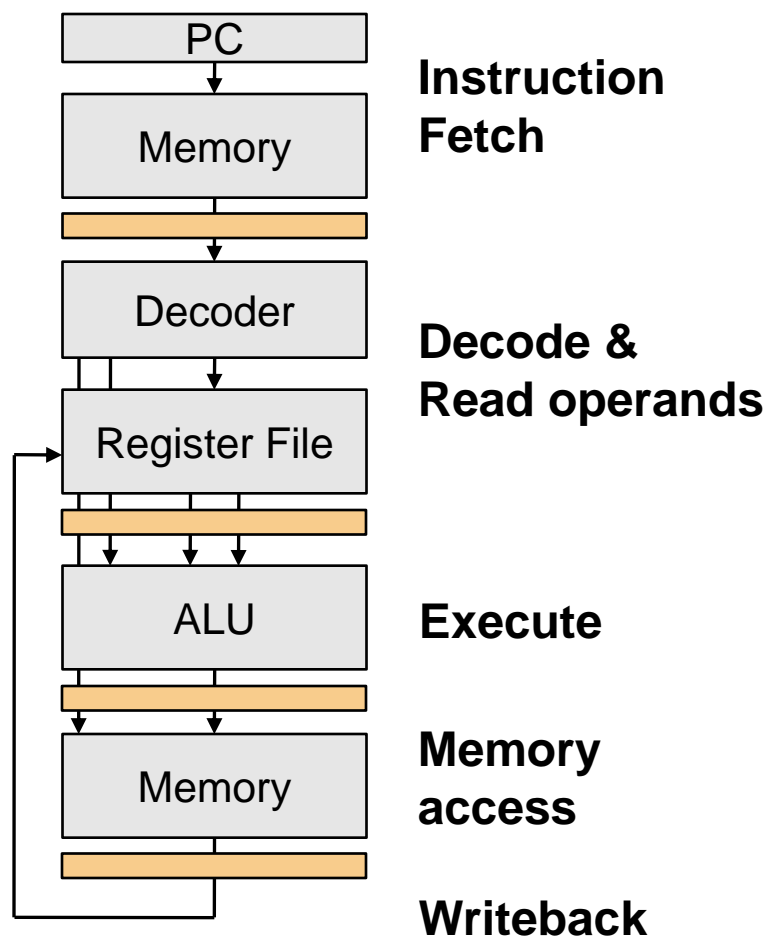 PC
Instruction
Fetch
Memory
Decoder
Decode &
Read operands
Register File
ALU
Execute
Memory
access
Memory
Writeback